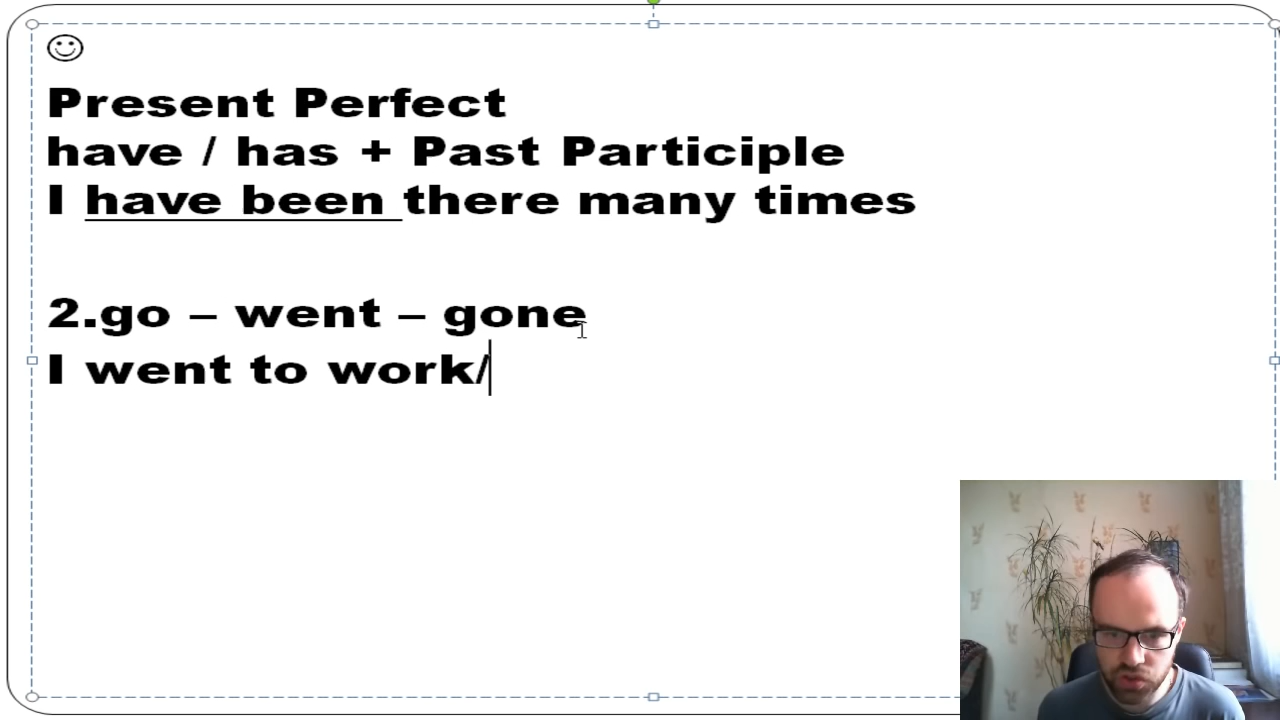 Present Perfect
have / has + Past Participle
I have been there many times
2.go – went – gone
I went to work/